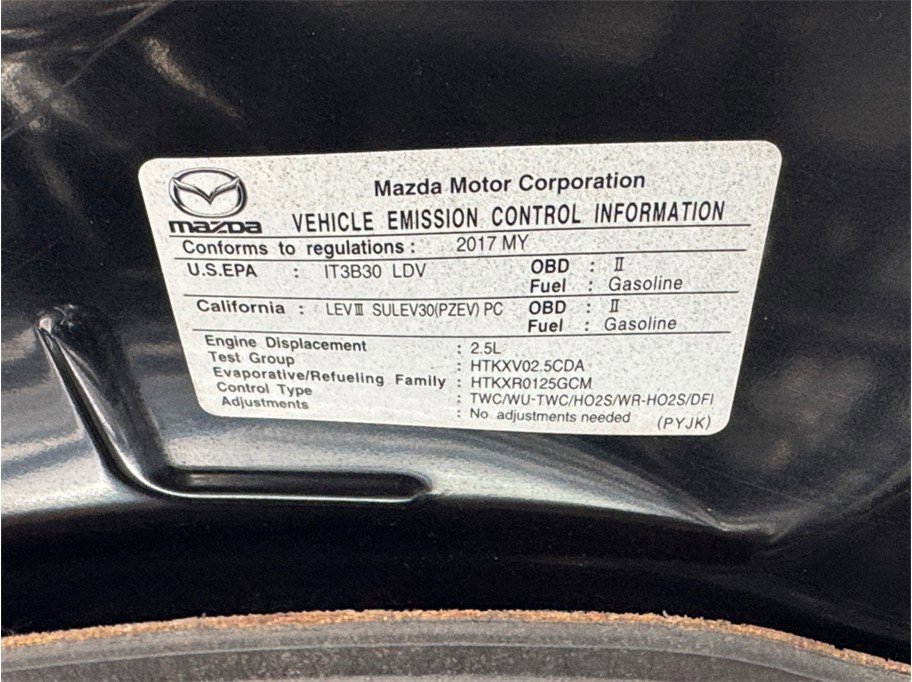 Mazda Motor Corporation
mazda VEHICLE EMISSION CONTROL INFORMATION
Conforms to regulations : 2017 MY
U.S.EPA : IT3B30 LDV OBD : II
Fuel : Gasoline
California : LEV III SULEV30(PZEV) PC OBD : II
Fuel : Gasoline
Engine Displacement : 2.5L
Test Group : HTKXV02.5CDA
Evaporative/Refueling Family : HTKXR0125GCM
Control Type : TWC/WU-TWC/HO2S/WR-HO2S/DFI
Adjustments : No adjustments needed (PYJK)